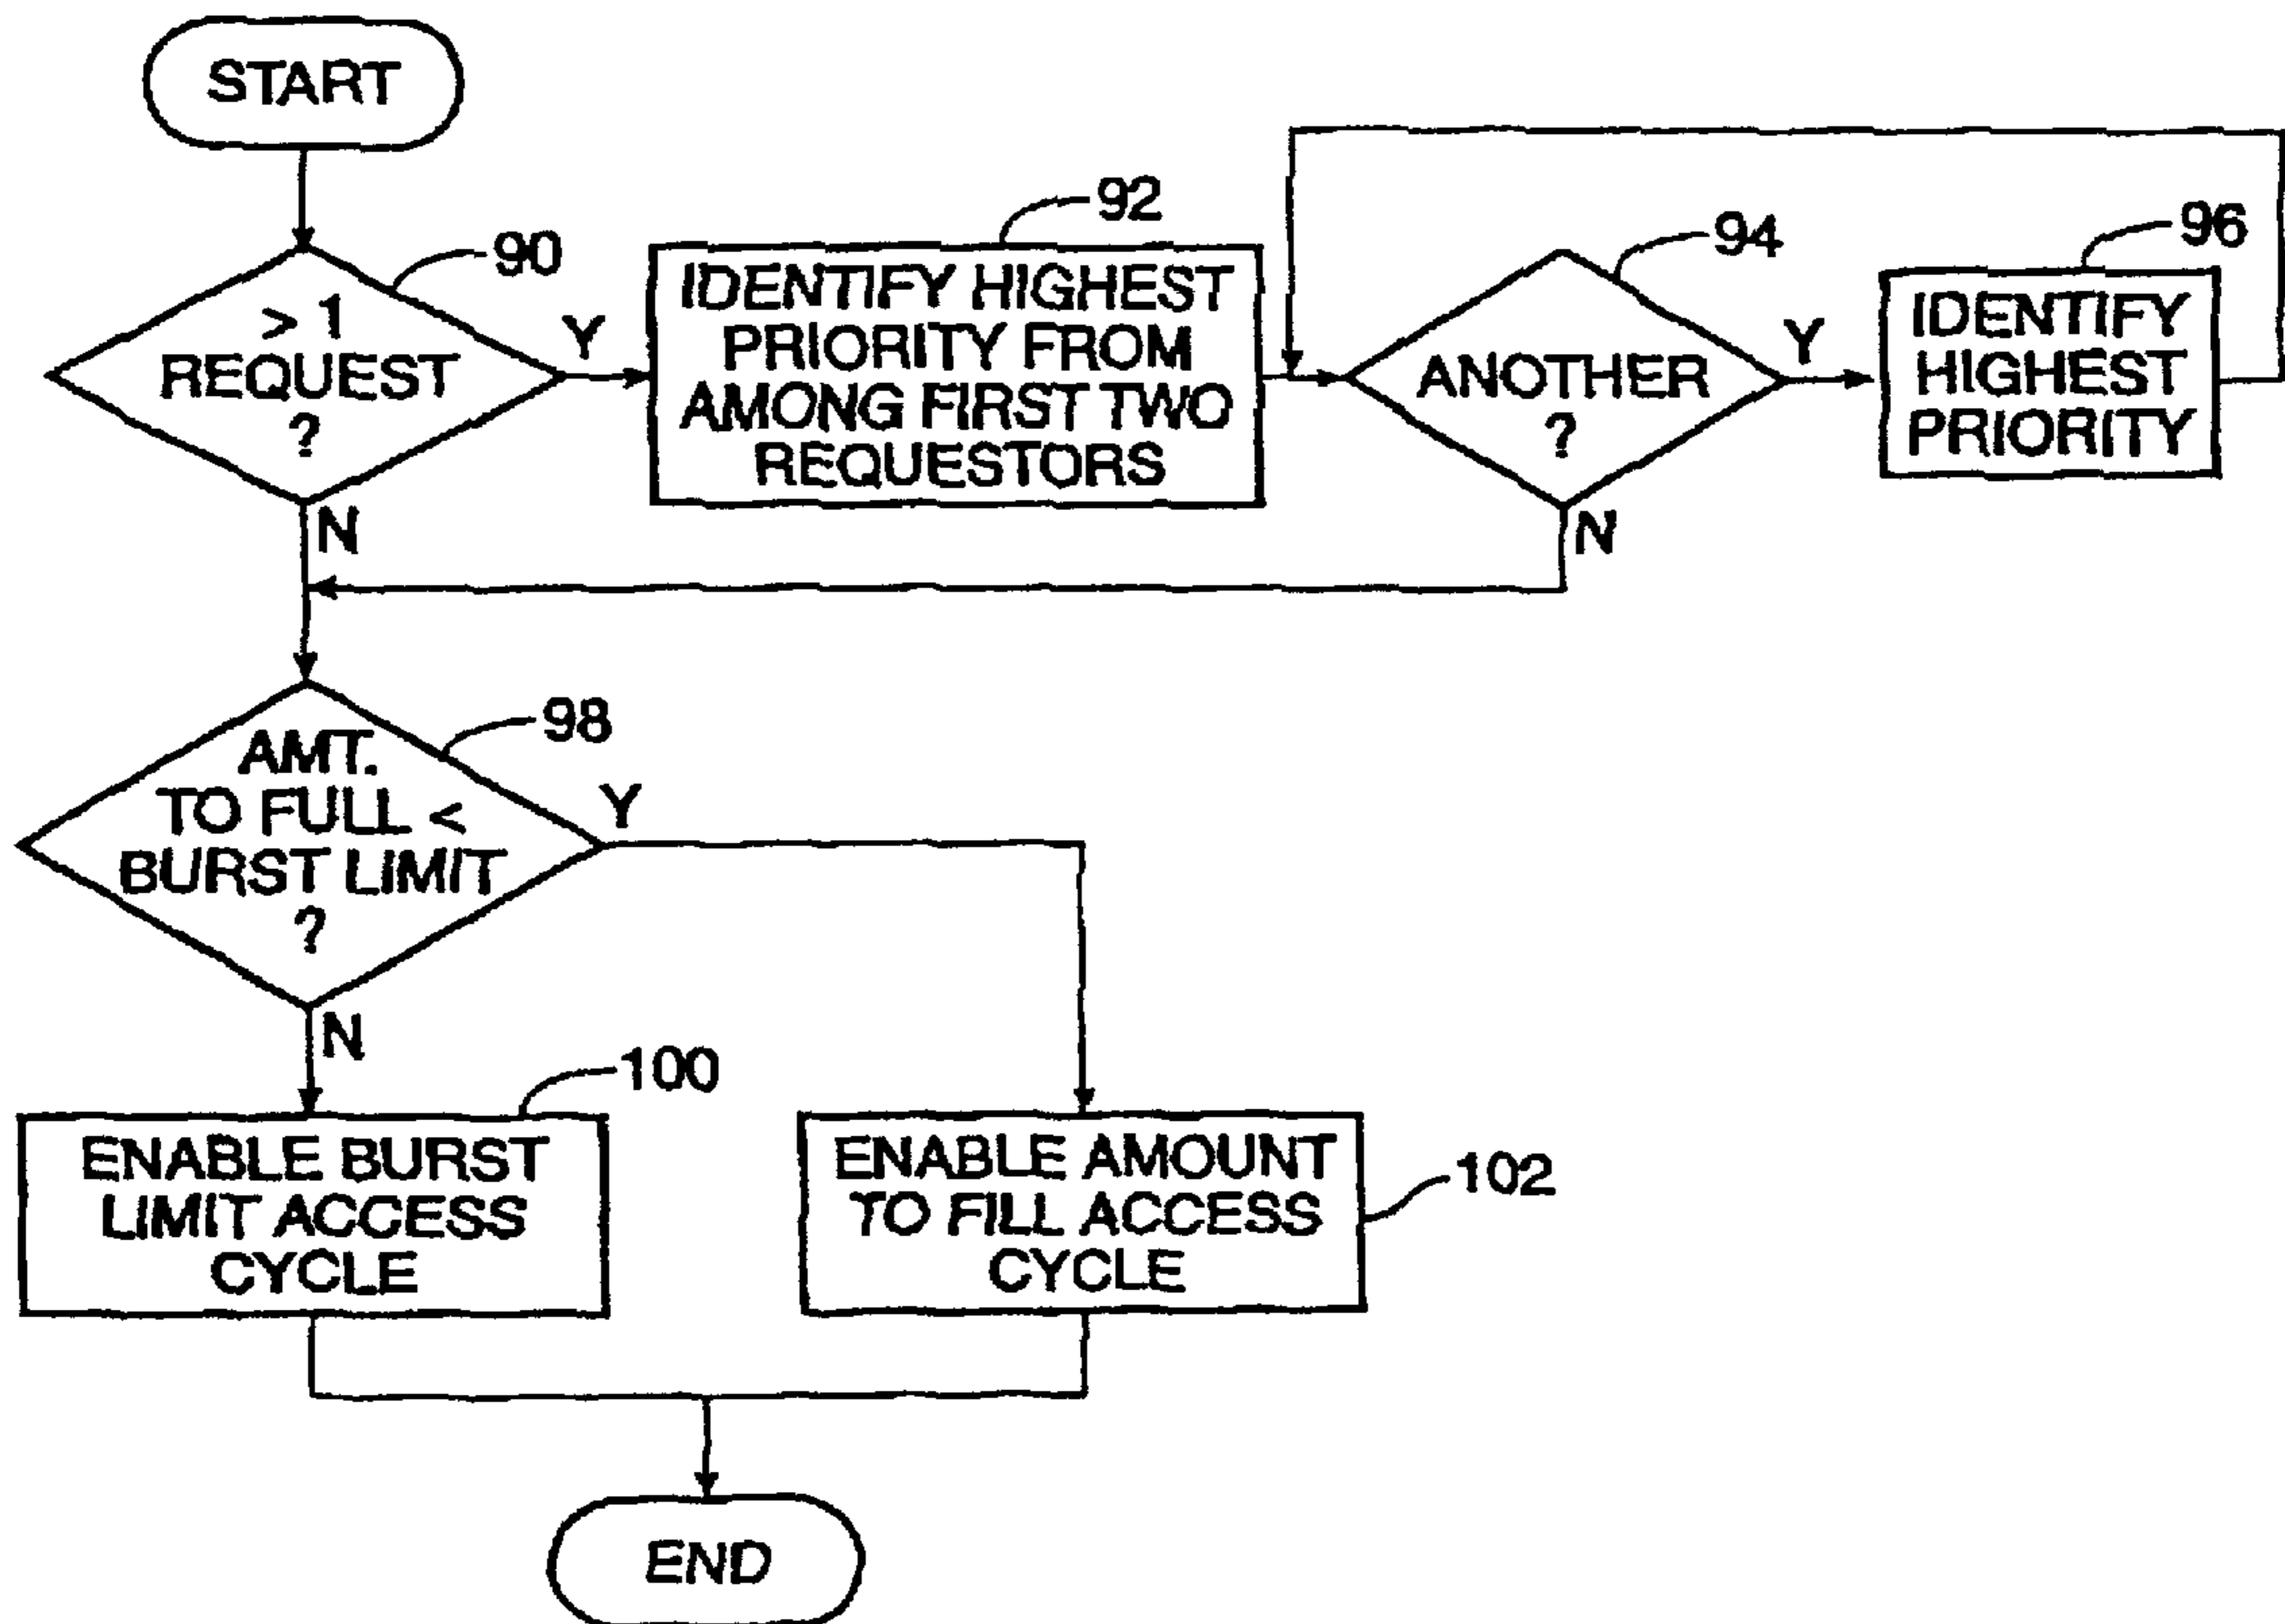 START
90
> 1
REQUEST
?
Y
N
92
IDENTIFY HIGHEST
PRIORITY FROM
AMONG FIRST TWO
REQUESTORS
94
ANOTHER
?
Y
N
96
IDENTIFY
HIGHEST
PRIORITY
98
AMT.
TO FULL <
BURST LIMIT
?
Y
N
100
ENABLE BURST
LIMIT ACCESS
CYCLE
ENABLE AMOUNT
TO FILL ACCESS
CYCLE
102
END